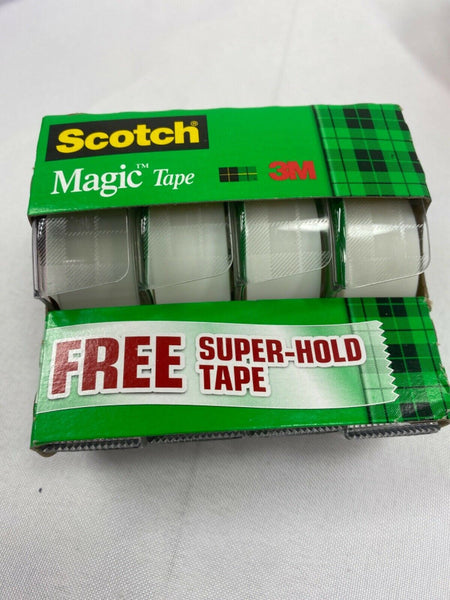 Scotch®
Magic™ Tape
3M
FREE SUPER-HOLD
TAPE